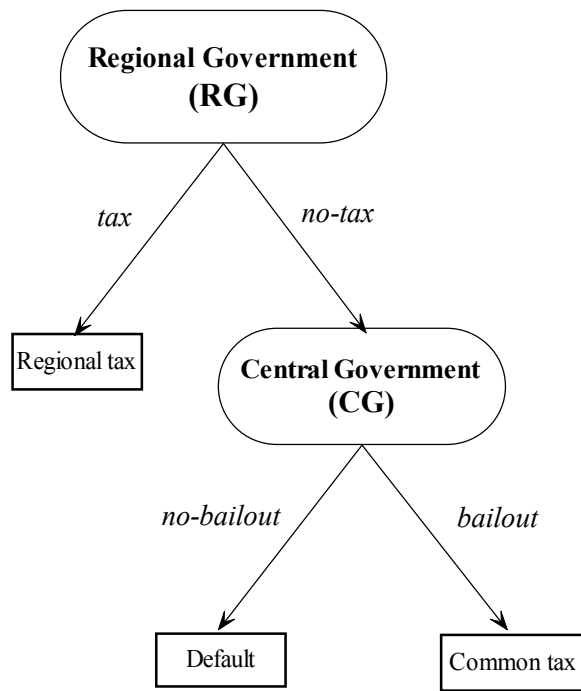 Regional Government
(RG)
tax
no-tax
Regional tax
Central Government
(CG)
no-bailout
bailout
Default
Common tax